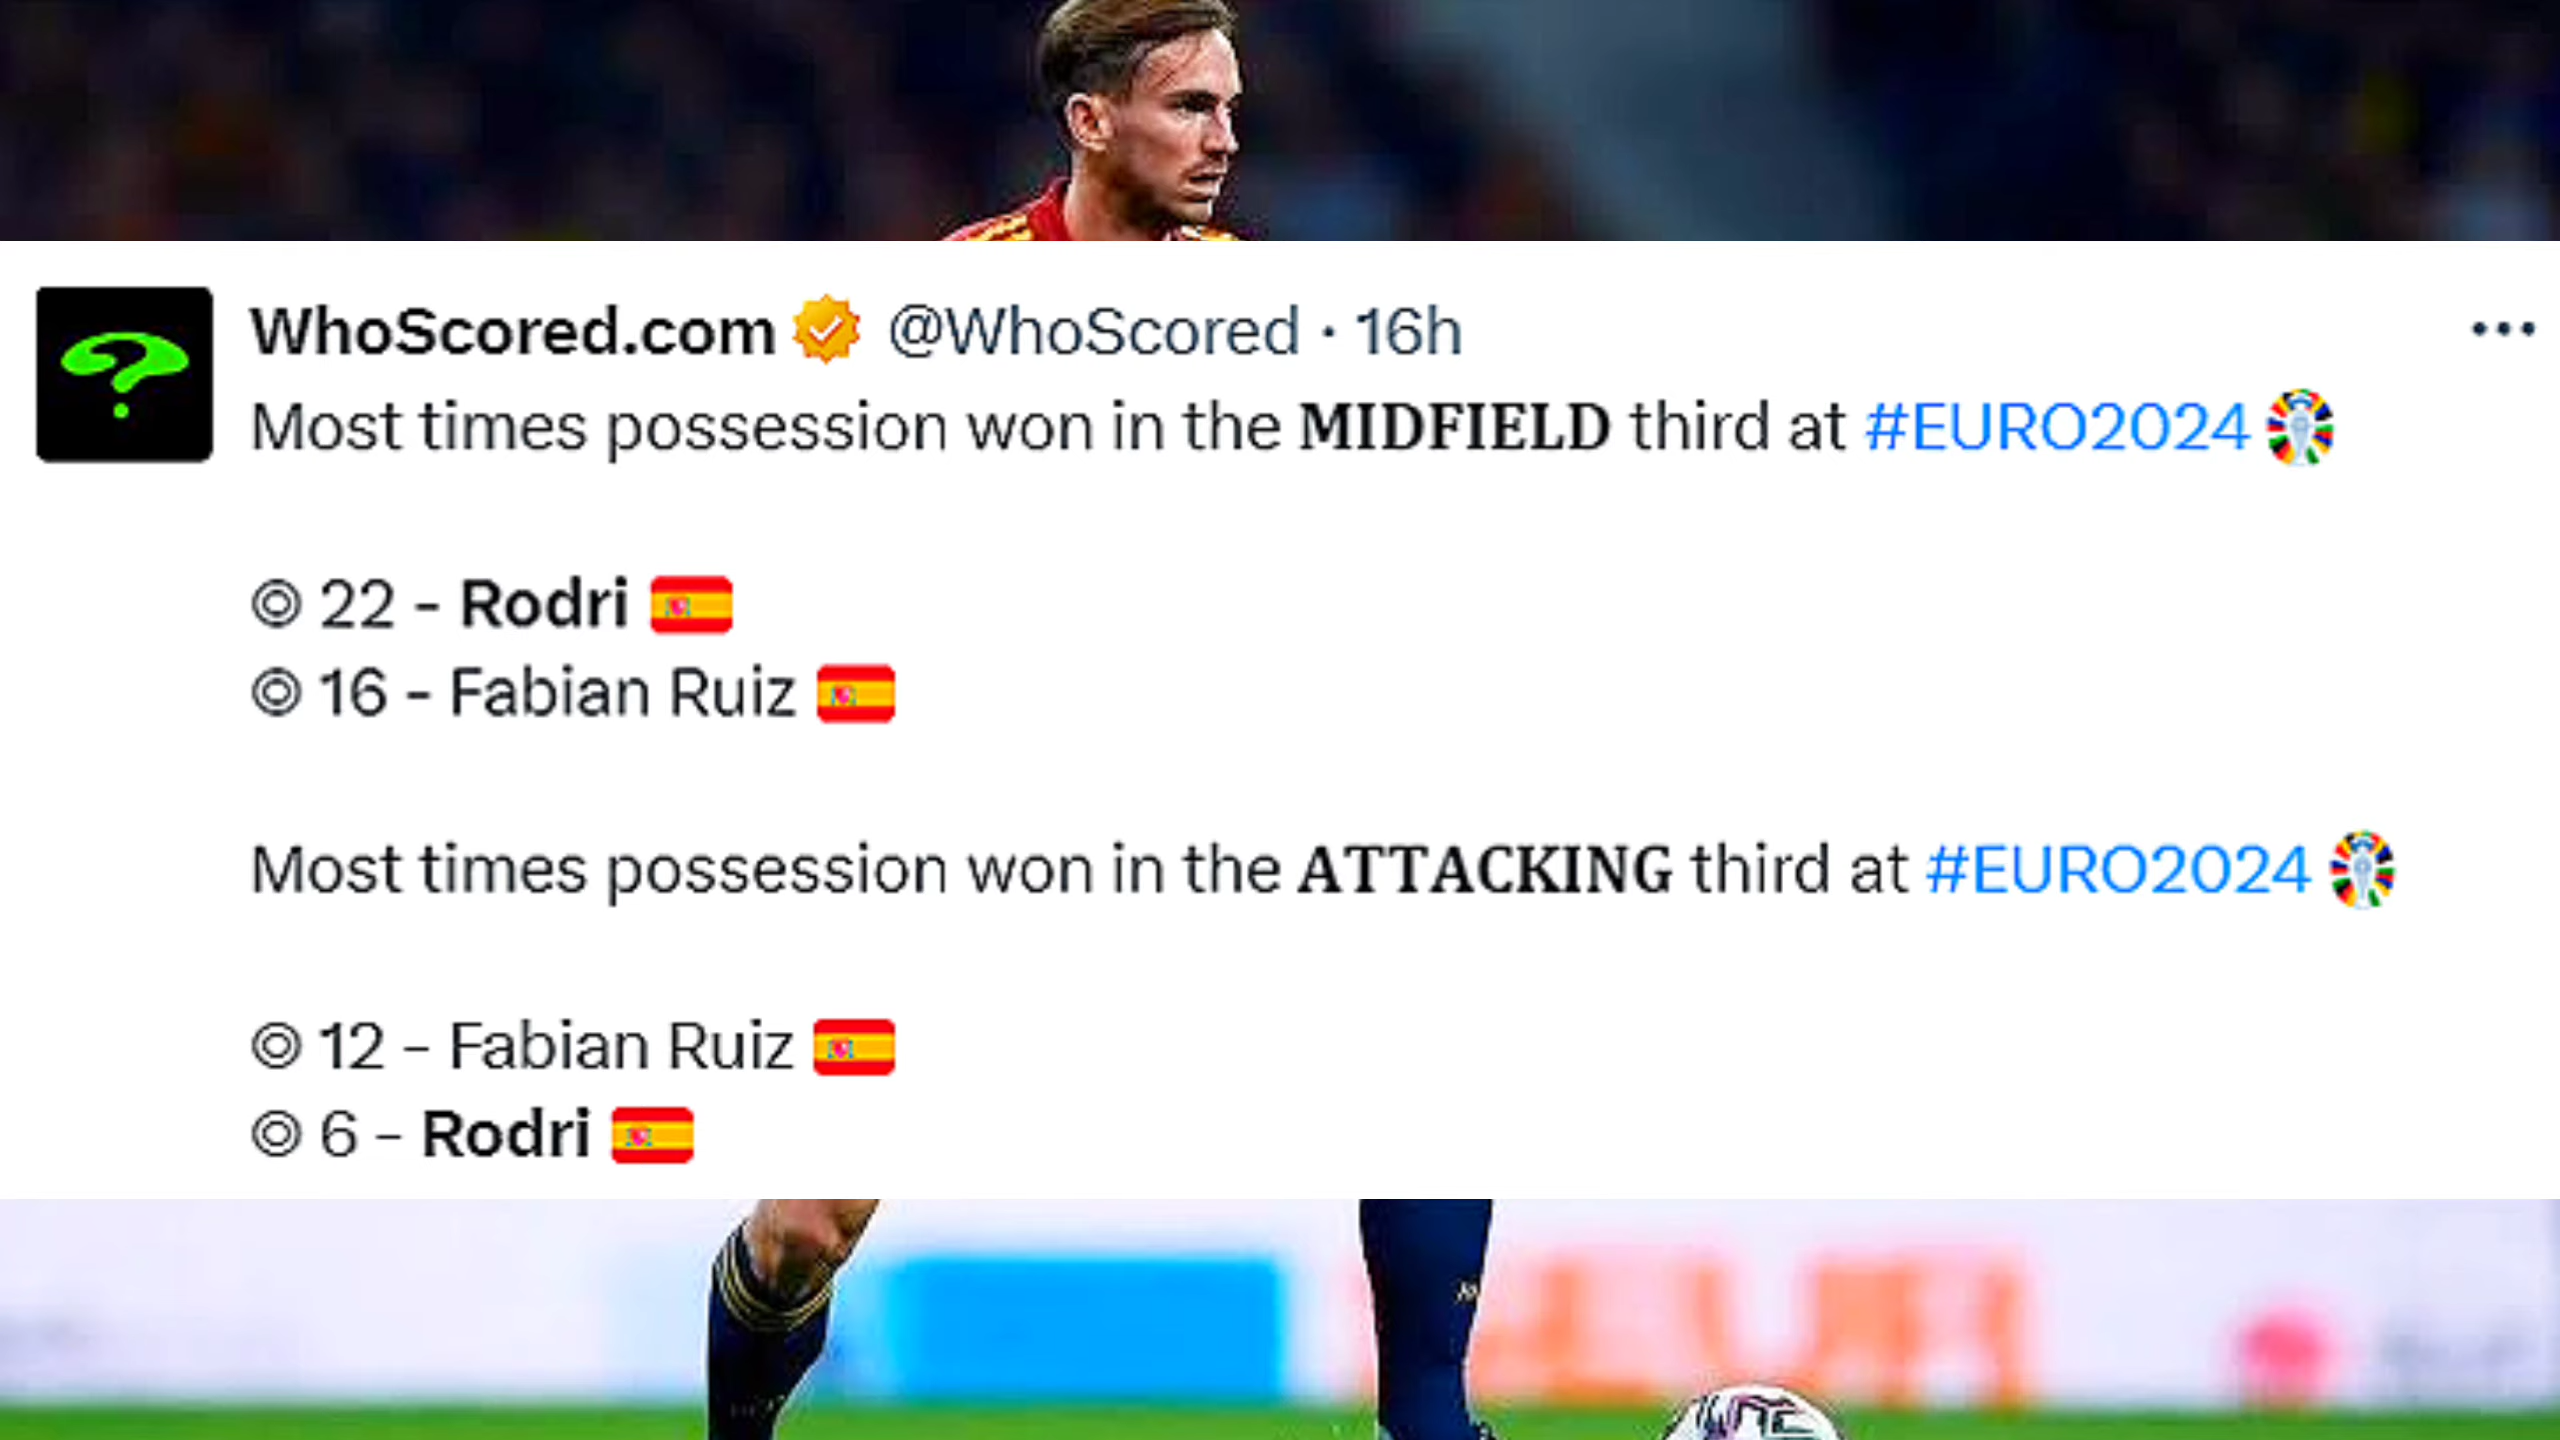 WhoScored.com @WhoScored · 16h
Most times possession won in the MIDFIELD third at #EURO2024
◎ 22 - Rodri
◎ 16 - Fabian Ruiz
Most times possession won in the ATTACKING third at #EURO2024
◎ 12 - Fabian Ruiz
◎ 6 - Rodri